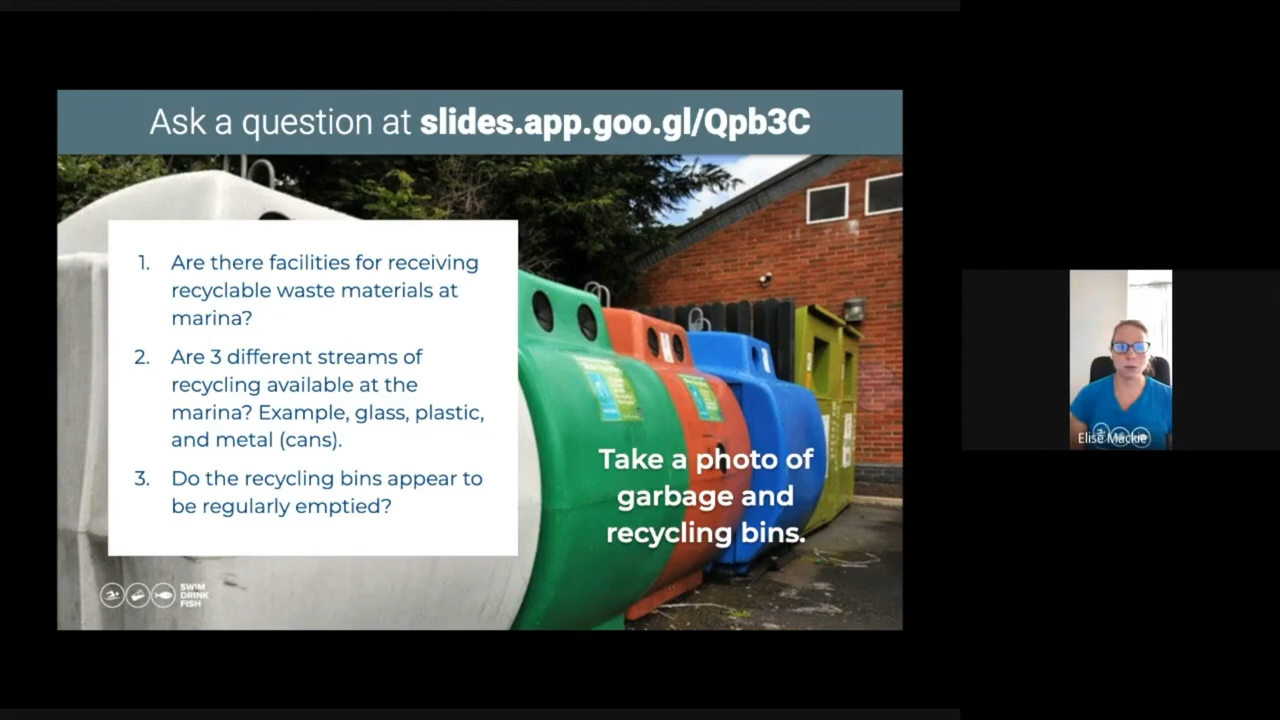 Ask a question at slides.app.goo.gl/Qpb3C
1. Are there facilities for receiving
recyclable waste materials at
marina?
2. Are 3 different streams of
recycling available at the
marina? Example, glass, plastic,
and metal (cans).
3. Do the recycling bins appear to
be regularly emptied?
Take a photo of
garbage and
recycling bins.
SWIM
DRINK
FISH
Elise Mackie